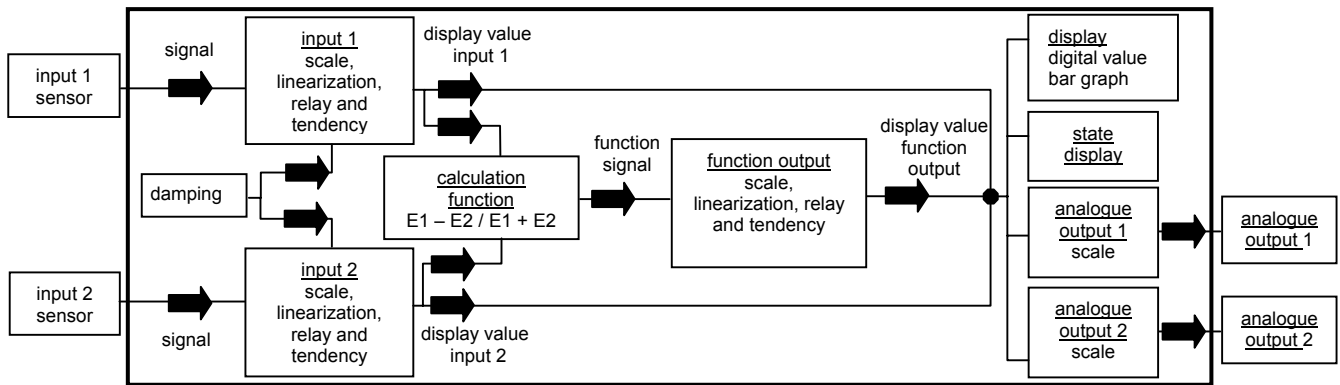 input 1
sensor
signal
input 1
scale,
linearization,
relay and
tendency
display value
input 1
damping
calculation
function
E1 – E2 / E1 + E2
function
signal
function output
scale,
linearization, relay
and tendency
display value
function
output
input 2
sensor
signal
input 2
scale,
linearization,
relay and
tendency
display value
input 2
display
digital value
bar graph
state
display
analogue
output 1
scale
analogue
output 1
analogue
output 2
scale
analogue
output 2